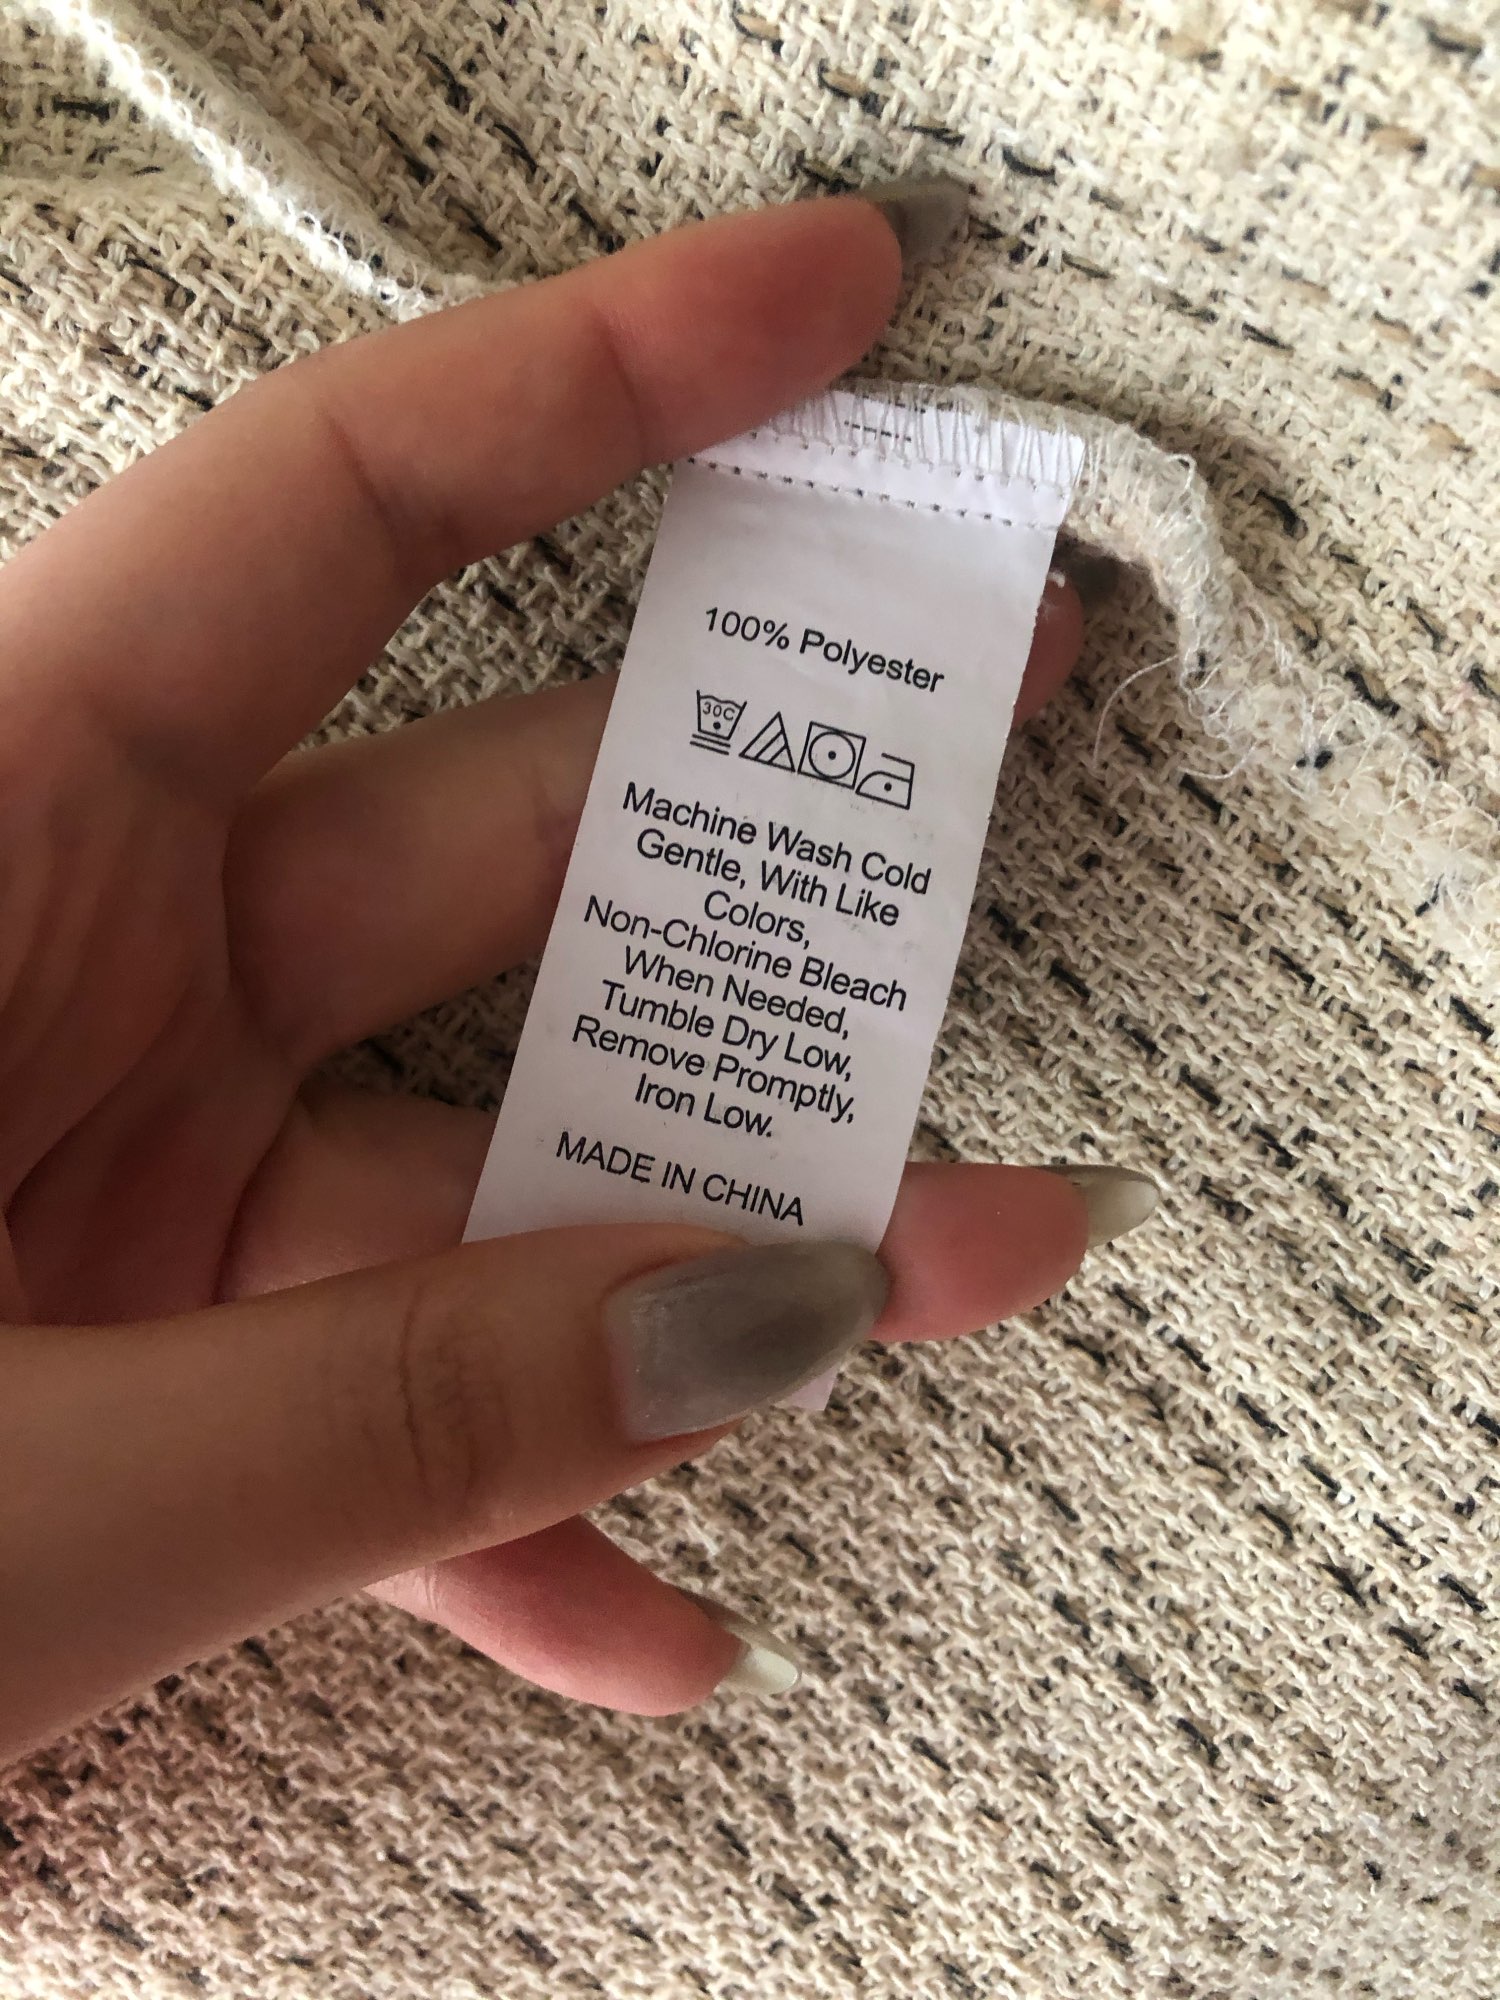 100% Polyester
30C
Machine Wash Cold
Gentle, With Like
Colors,
Non-Chlorine Bleach
When Needed,
Tumble Dry Low,
Remove Promptly,
Iron Low.
MADE IN CHINA